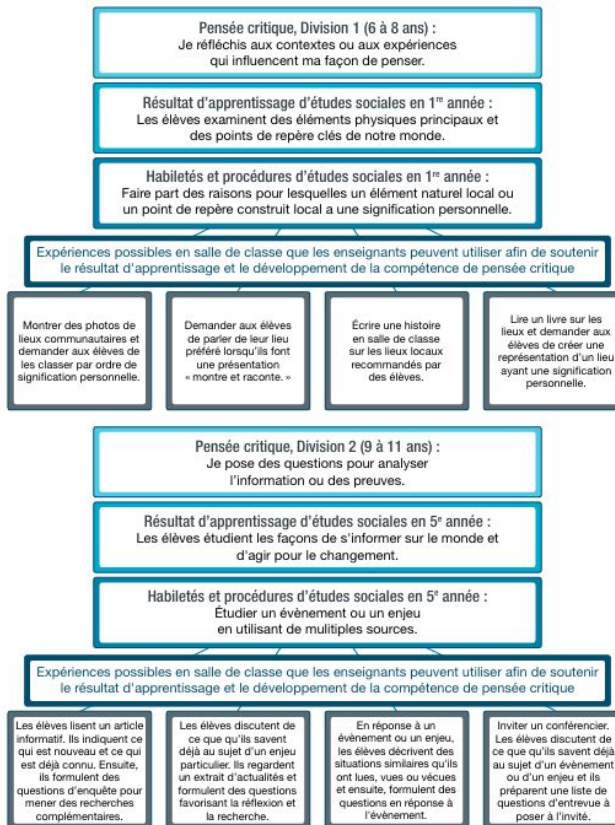 Pensée critique, Division 1 (6 à 8 ans) :
Je réfléchis aux contextes ou aux expériences
qui influencent ma façon de penser.
Résultat d'apprentissage d'études sociales en 1re année :
Les élèves examinent des éléments physiques principaux et
des points de repère clés de notre monde.
Habiletés et procédures d'études sociales en 1re année :
Faire part des raisons pour lesquelles un élément naturel local ou
un point de repère construit local a une signification personnelle.
Expériences possibles en salle de classe que les enseignants peuvent utiliser afin de soutenir
le résultat d'apprentissage et le développement de la compétence de pensée critique
Montrer des photos de
lieux communautaires et
demander aux élèves de
les classer par ordre de
signification personnelle.
Demander aux élèves
de parler de leur lieu
préféré lorsqu'ils font
une présentation
« montre et raconte. »
Écrire une histoire
en salle de classe
sur les lieux locaux
recommandés par
des élèves.
Lire un livre sur les
lieux et demander aux
élèves de créer une
représentation d'un lieu
ayant une signification
personnelle.
Pensée critique, Division 2 (9 à 11 ans) :
Je pose des questions pour analyser
l'information ou des preuves.
Résultat d'apprentissage d'études sociales en 5e année :
Les élèves étudient les façons de s'informer sur le monde et
d'agir pour le changement.
Habiletés et procédures d'études sociales en 5e année :
Étudier un évènement ou un enjeu
en utilisant de mulitiples sources.
Expériences possibles en salle de classe que les enseignants peuvent utiliser afin de soutenir
le résultat d'apprentissage et le développement de la compétence de pensée critique
Les élèves lisent un article
informatif. Ils indiquent ce
qui est nouveau et ce qui
est déjà connu. Ensuite,
ils formulent des
questions d'enquête pour
mener des recherches
complémentaires.
Les élèves discutent de
ce que qu'ils savent
déjà au sujet d'un enjeu
particulier. Ils regardent
un extrait d'actualités et
formulent des questions
favorisant la réflexion et
la recherche.
En réponse à un
évènement ou un enjeu,
les élèves décrivent des
situations similaires qu'ils
ont lues, vues ou vécues
et ensuite, formulent des
questions en réponse à
l'évènement.
Inviter un conférencier.
Les élèves discutent de
ce que qu'ils savent déjà
au sujet d'un évènement
ou d'un enjeu et ils
préparent une liste de
questions d'entrevue à
poser à l'invité.